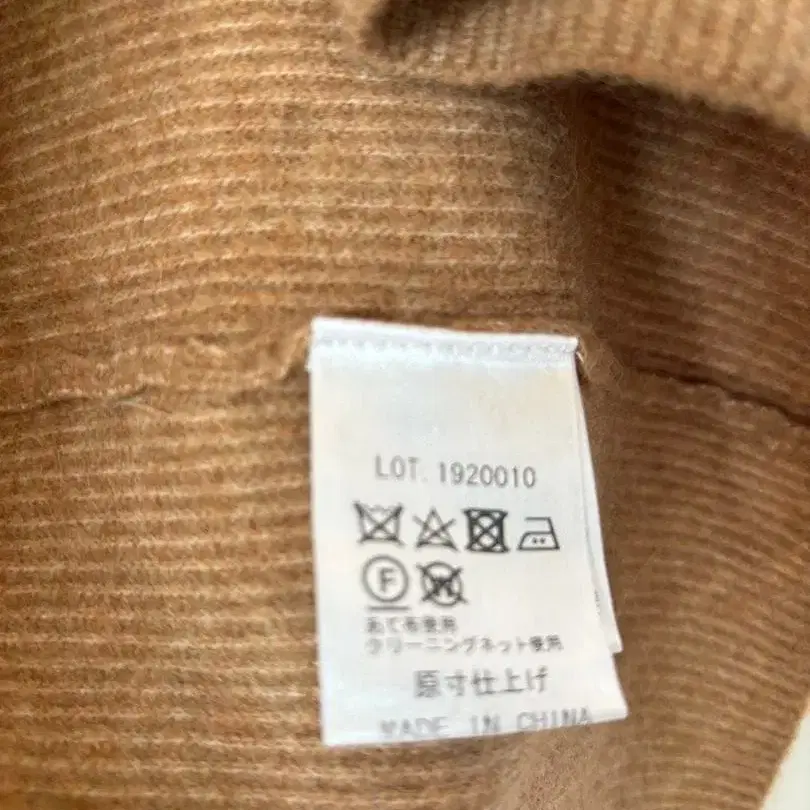 LOT. 1920010
F
W
あて布使用
クリーニングネット使用
原寸仕上げ
MADE IN CHINA